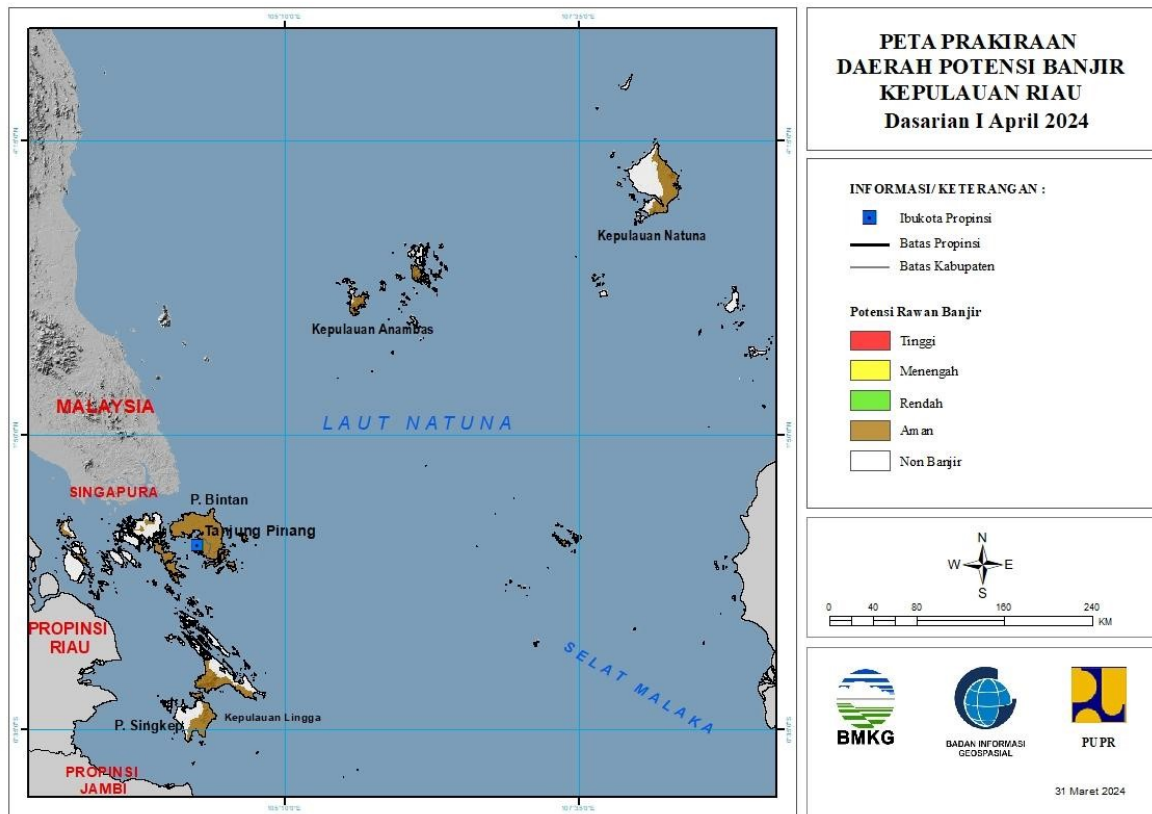 PETA PRAKIRAAN
DAERAH POTENSI BANJIR
KEPULAUAN RIAU
Dasarian I April 2024
INFORMASI/ KETERANGAN :
Ibukota Propinsi
Batas Propinsi
Batas Kabupaten
Potensi Rawan Banjir
Tinggi
Menengah
Rendah
Aman
Non Banjir
N
W E
S
0 40 80 160 240
KM
BMKG
BADAN INFORMASI
GEOSPASIAL
PUPR
31 Maret 2024
Kepulauan Natuna
Kepulauan Anambas
MALAYSIA
LAUT NATUNA
SINGAPURA
P. Bintan
Tanjung Pinang
PROPINSI
RIAU
SELAT MALAKA
Kepulauan Lingga
P. Singkep
PROPINSI
JAMBI